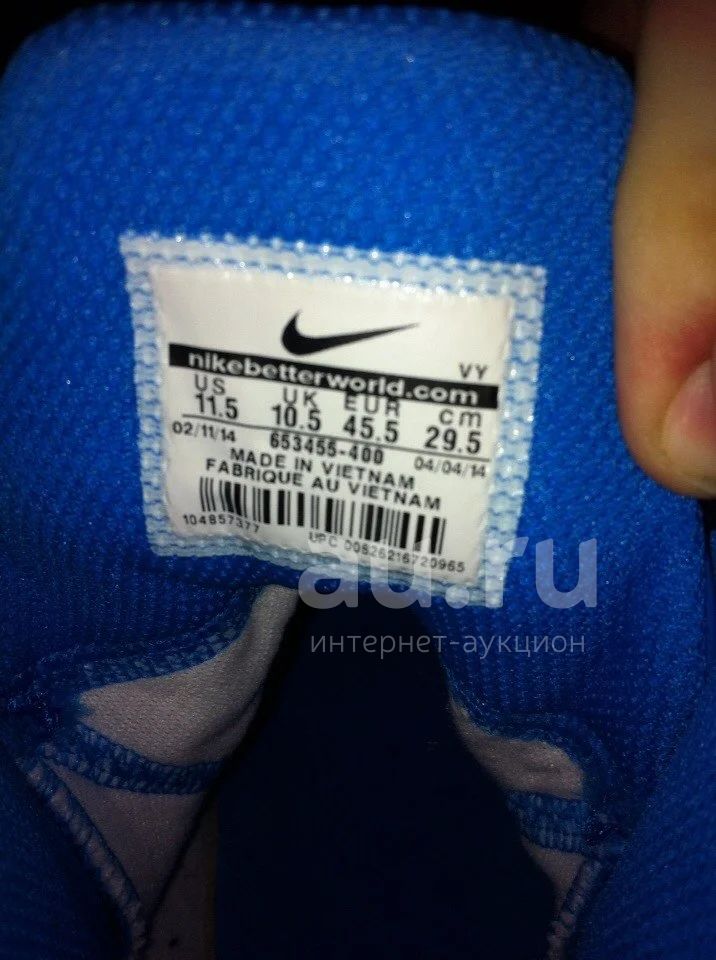 VY
nikebetterworld.com
US UK EUR cm
11.5 10.5 45.5 29.5
02/11/14 653455-400 04/04/14
MADE IN VIETNAM
FABRIQUE AU VIETNAM
104857377 UPC 00826216720965
au.ru
интернет-аукцион